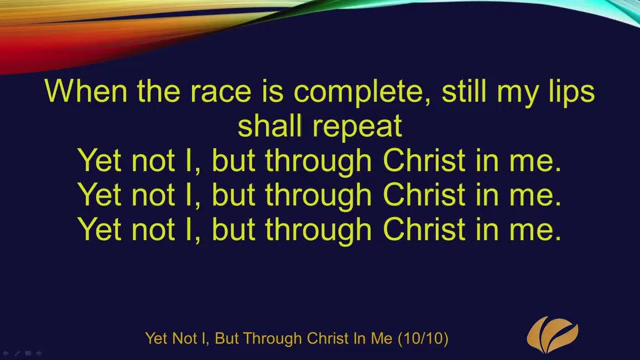 When the race is complete, still my lips
shall repeat
Yet not I, but through Christ in me.
Yet not I, but through Christ in me.
Yet not I, but through Christ in me.
Yet Not I, But Through Christ In Me (10/10)